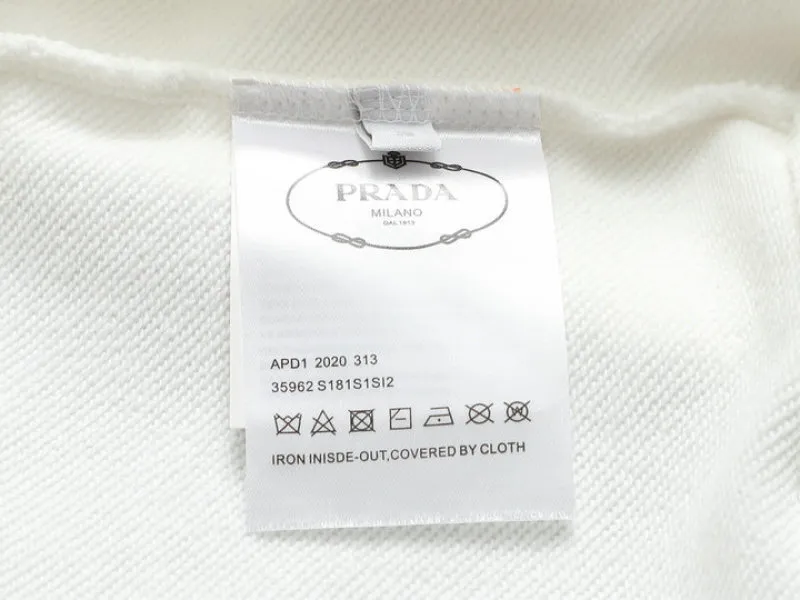 PRADA
MILANO
DAL 1913
APD1 2020 313
35962 S181S1SI2
IRON INISDE-OUT,COVERED BY CLOTH